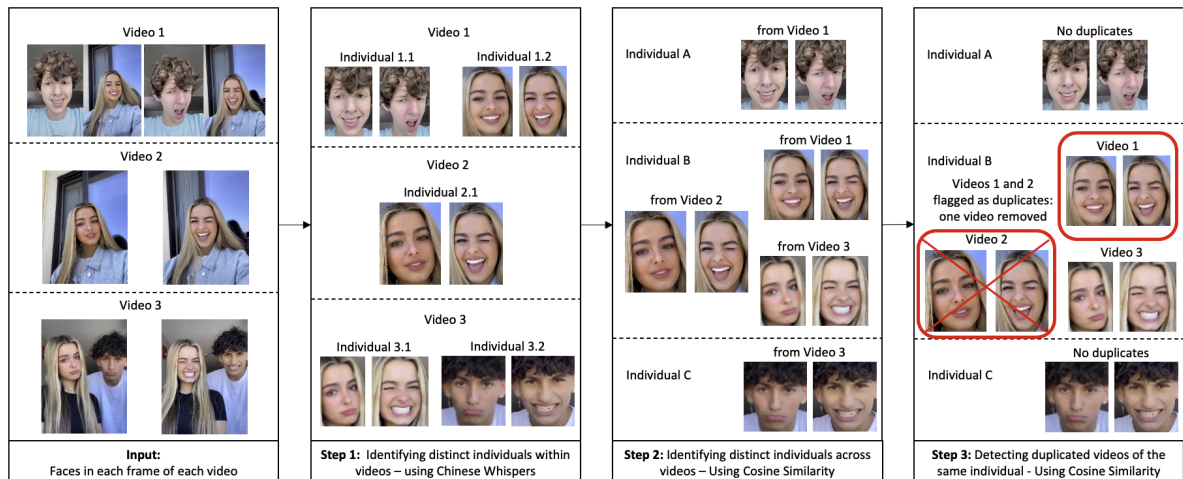 Video 1
Video 2
Video 3
Input:
Faces in each frame of each video
Video 1
Individual 1.1
Individual 1.2
Video 2
Individual 2.1
Video 3
Individual 3.1
Individual 3.2
Step 1: Identifying distinct individuals within
videos – using Chinese Whispers
from Video 1
Individual A
from Video 1
Individual B
from Video 2
from Video 3
from Video 3
Individual C
Step 2: Identifying distinct individuals across
videos – Using Cosine Similarity
No duplicates
Individual A
Video 1
Individual B
Videos 1 and 2
flagged as duplicates:
one video removed
Video 2
Video 3
No duplicates
Individual C
Step 3: Detecting duplicated videos of the
same individual - Using Cosine Similarity